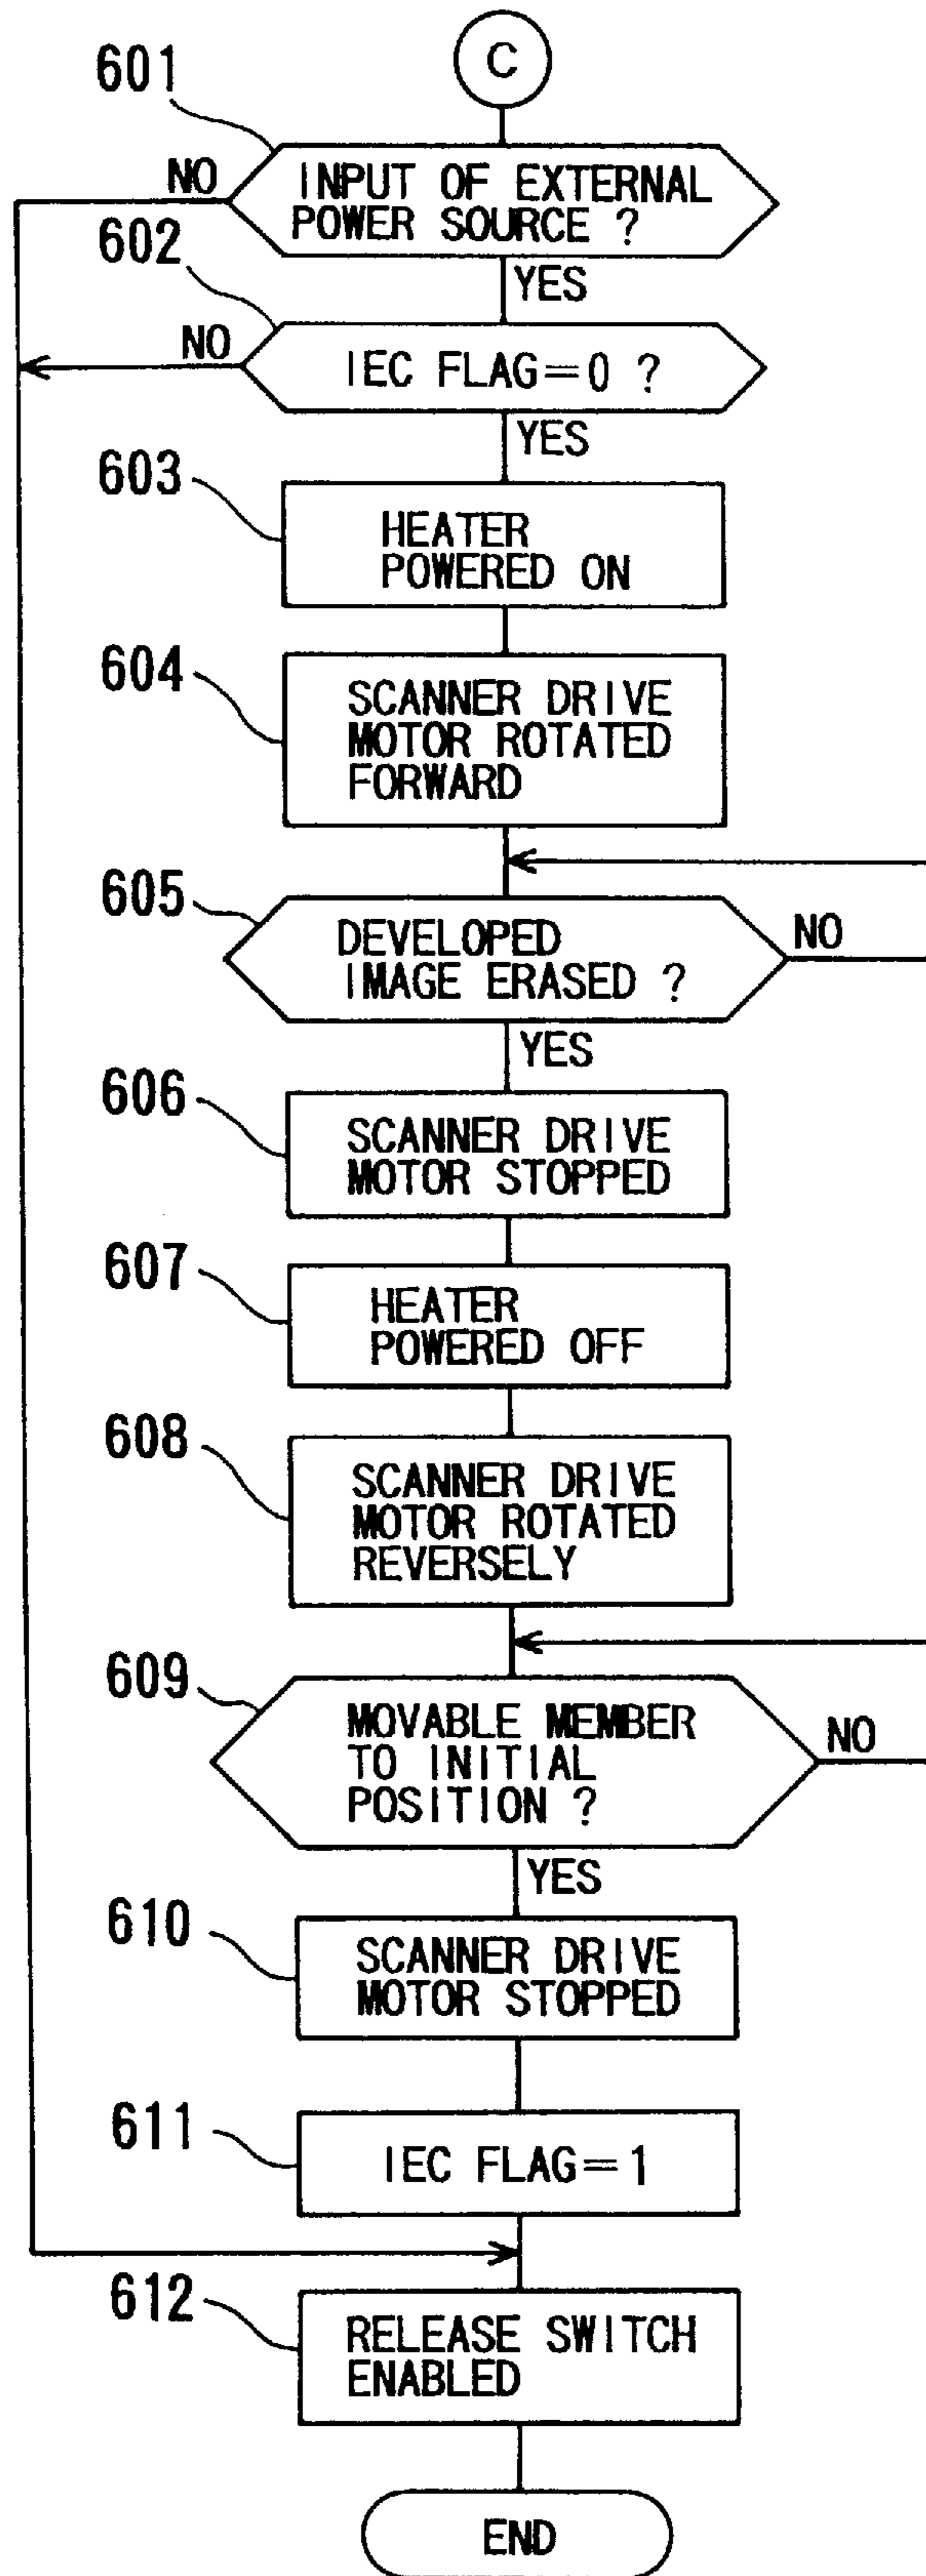 C
601
NO
INPUT OF EXTERNAL
POWER SOURCE ?
YES
602
NO
IEC FLAG=0 ?
YES
603
HEATER
POWERED ON
604
SCANNER DRIVE
MOTOR ROTATED
FORWARD
605
DEVELOPED
IMAGE ERASED ?
NO
YES
606
SCANNER DRIVE
MOTOR STOPPED
607
HEATER
POWERED OFF
608
SCANNER DRIVE
MOTOR ROTATED
REVERSELY
609
MOVABLE MEMBER
TO INITIAL
POSITION ?
NO
YES
610
SCANNER DRIVE
MOTOR STOPPED
611
IEC FLAG=1
612
RELEASE SWITCH
ENABLED
END